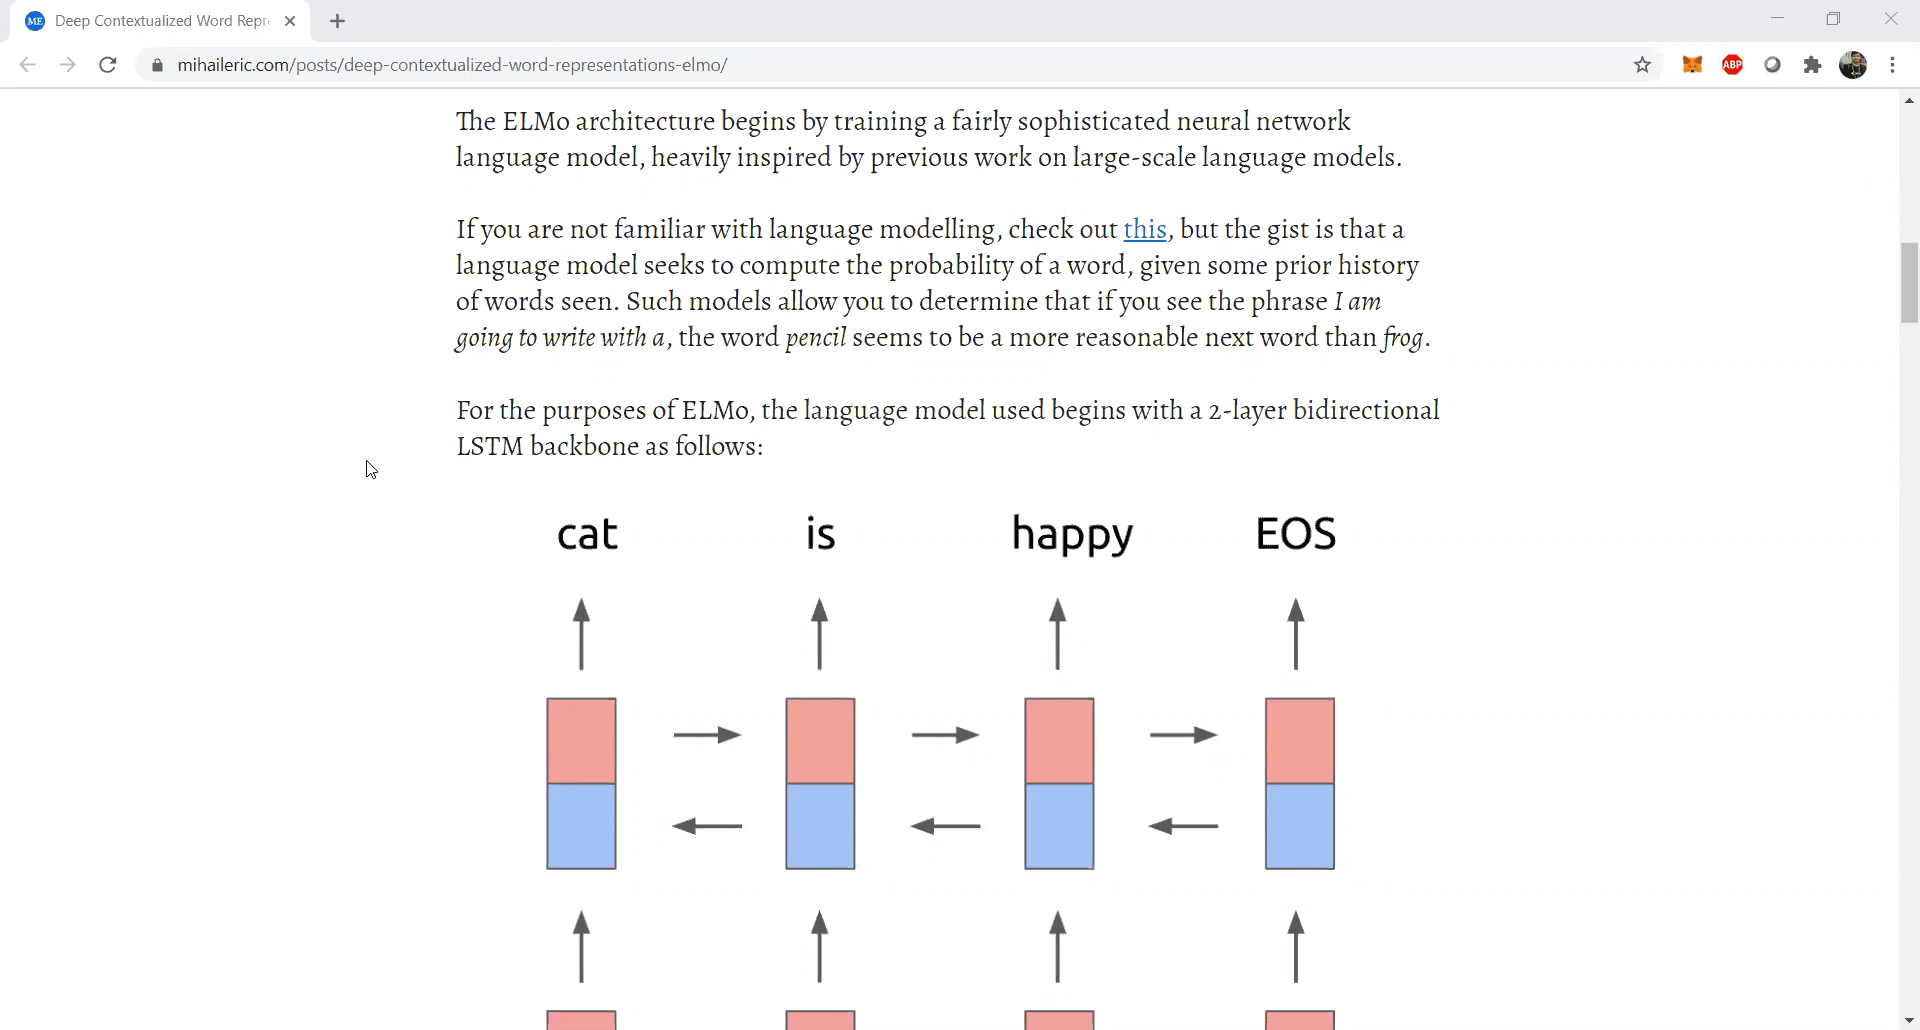 ME Deep Contextualized Word Repre
mihaileric.com/posts/deep-contextualized-word-representations-elmo/
ABP
The ELMo architecture begins by training a fairly sophisticated neural network
language model, heavily inspired by previous work on large-scale language models.
If you are not familiar with language modelling, check out this, but the gist is that a
language model seeks to compute the probability of a word, given some prior history
of words seen. Such models allow you to determine that if you see the phrase I am
going to write with a, the word pencil seems to be a more reasonable next word than frog.
For the purposes of ELMo, the language model used begins with a 2-layer bidirectional
LSTM backbone as follows:
cat is happy EOS